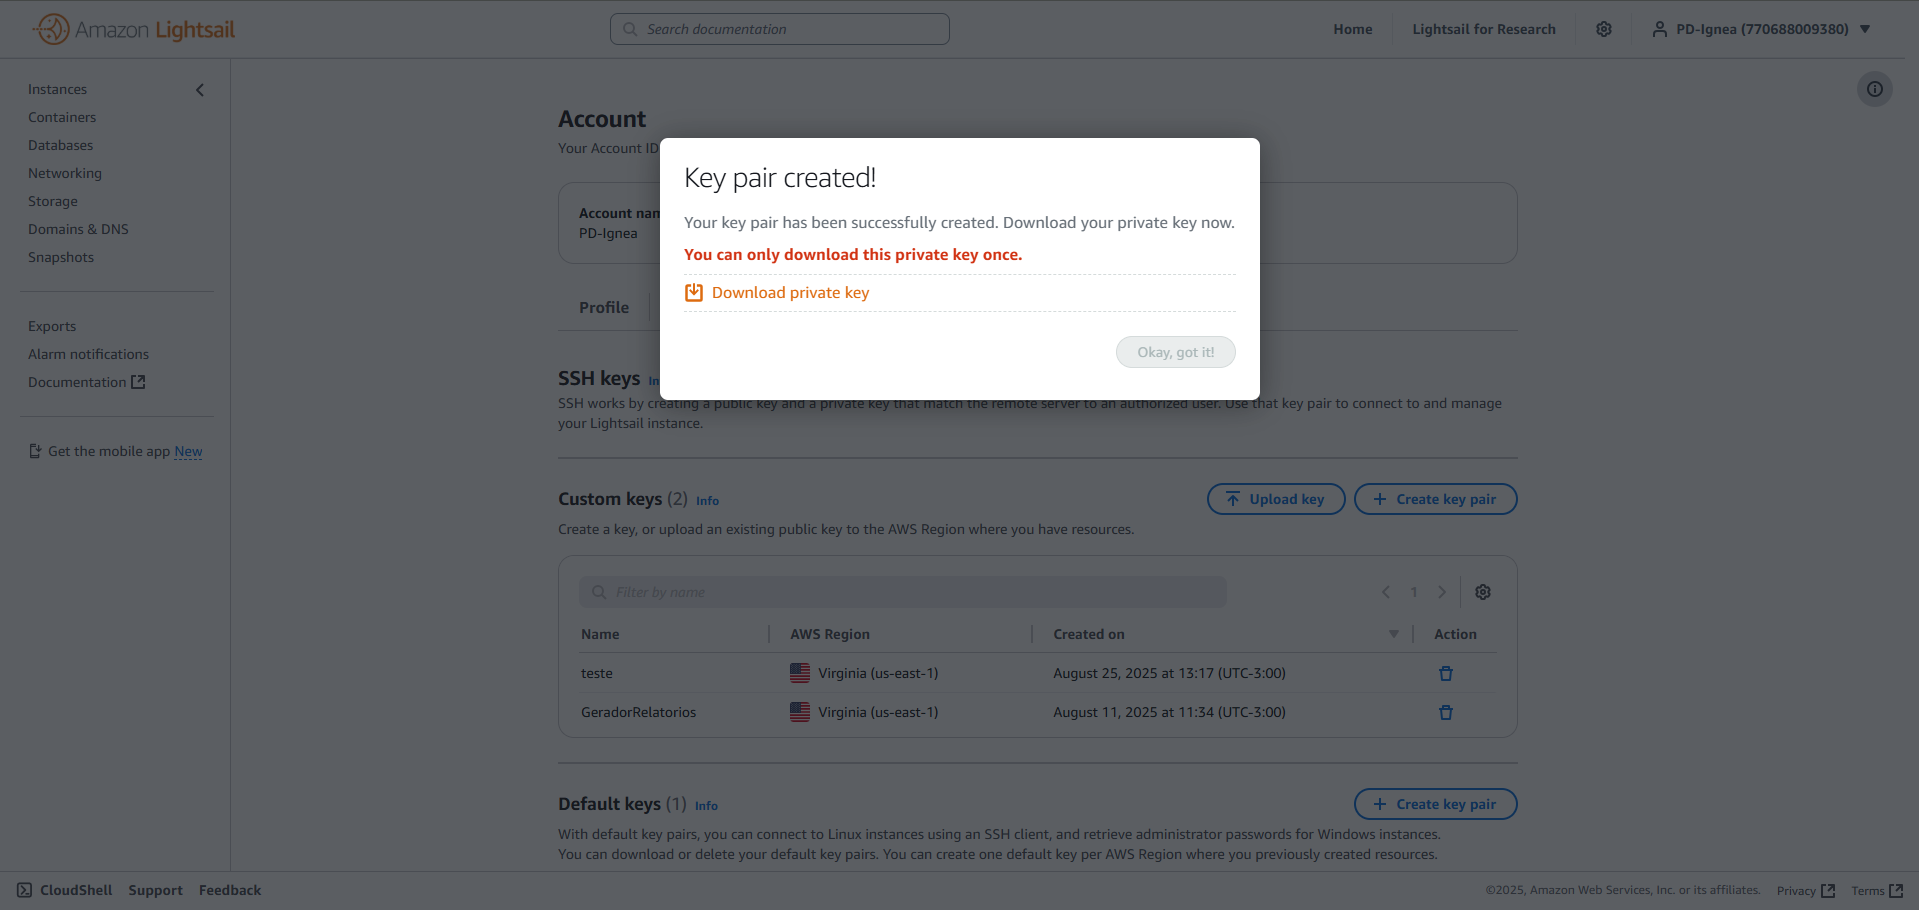 Amazon Lightsail
Search documentation
Home
Lightsail for Research
PD-Ignea (770688009380)
Instances
Containers
Databases
Networking
Storage
Domains & DNS
Snapshots
Exports
Alarm notifications
Documentation
Get the mobile app New
Account
Your Account ID
Account nam
PD-Ignea
Profile
Key pair created!
Your key pair has been successfully created. Download your private key now.
You can only download this private key once.
Download private key
Okay, got it!
SSH keys
SSH works by creating a public key and a private key that match the remote server to an authorized user. Use that key pair to connect to and manage
your Lightsail instance.
Custom keys (2) Info
Upload key
Create key pair
Create a key, or upload an existing public key to the AWS Region where you have resources.
Filter by name
1
Name AWS Region Created on Action
teste Virginia (us-east-1) August 25, 2025 at 13:17 (UTC-3:00)
GeradorRelatorios Virginia (us-east-1) August 11, 2025 at 11:34 (UTC-3:00)
Default keys (1) Info
Create key pair
With default key pairs, you can connect to Linux instances using an SSH client, and retrieve administrator passwords for Windows instances.
You can download or delete your default key pairs. You can create one default key per AWS Region where you previously created resources.
CloudShell Support Feedback
©2025, Amazon Web Services, Inc. or its affiliates. Privacy Terms